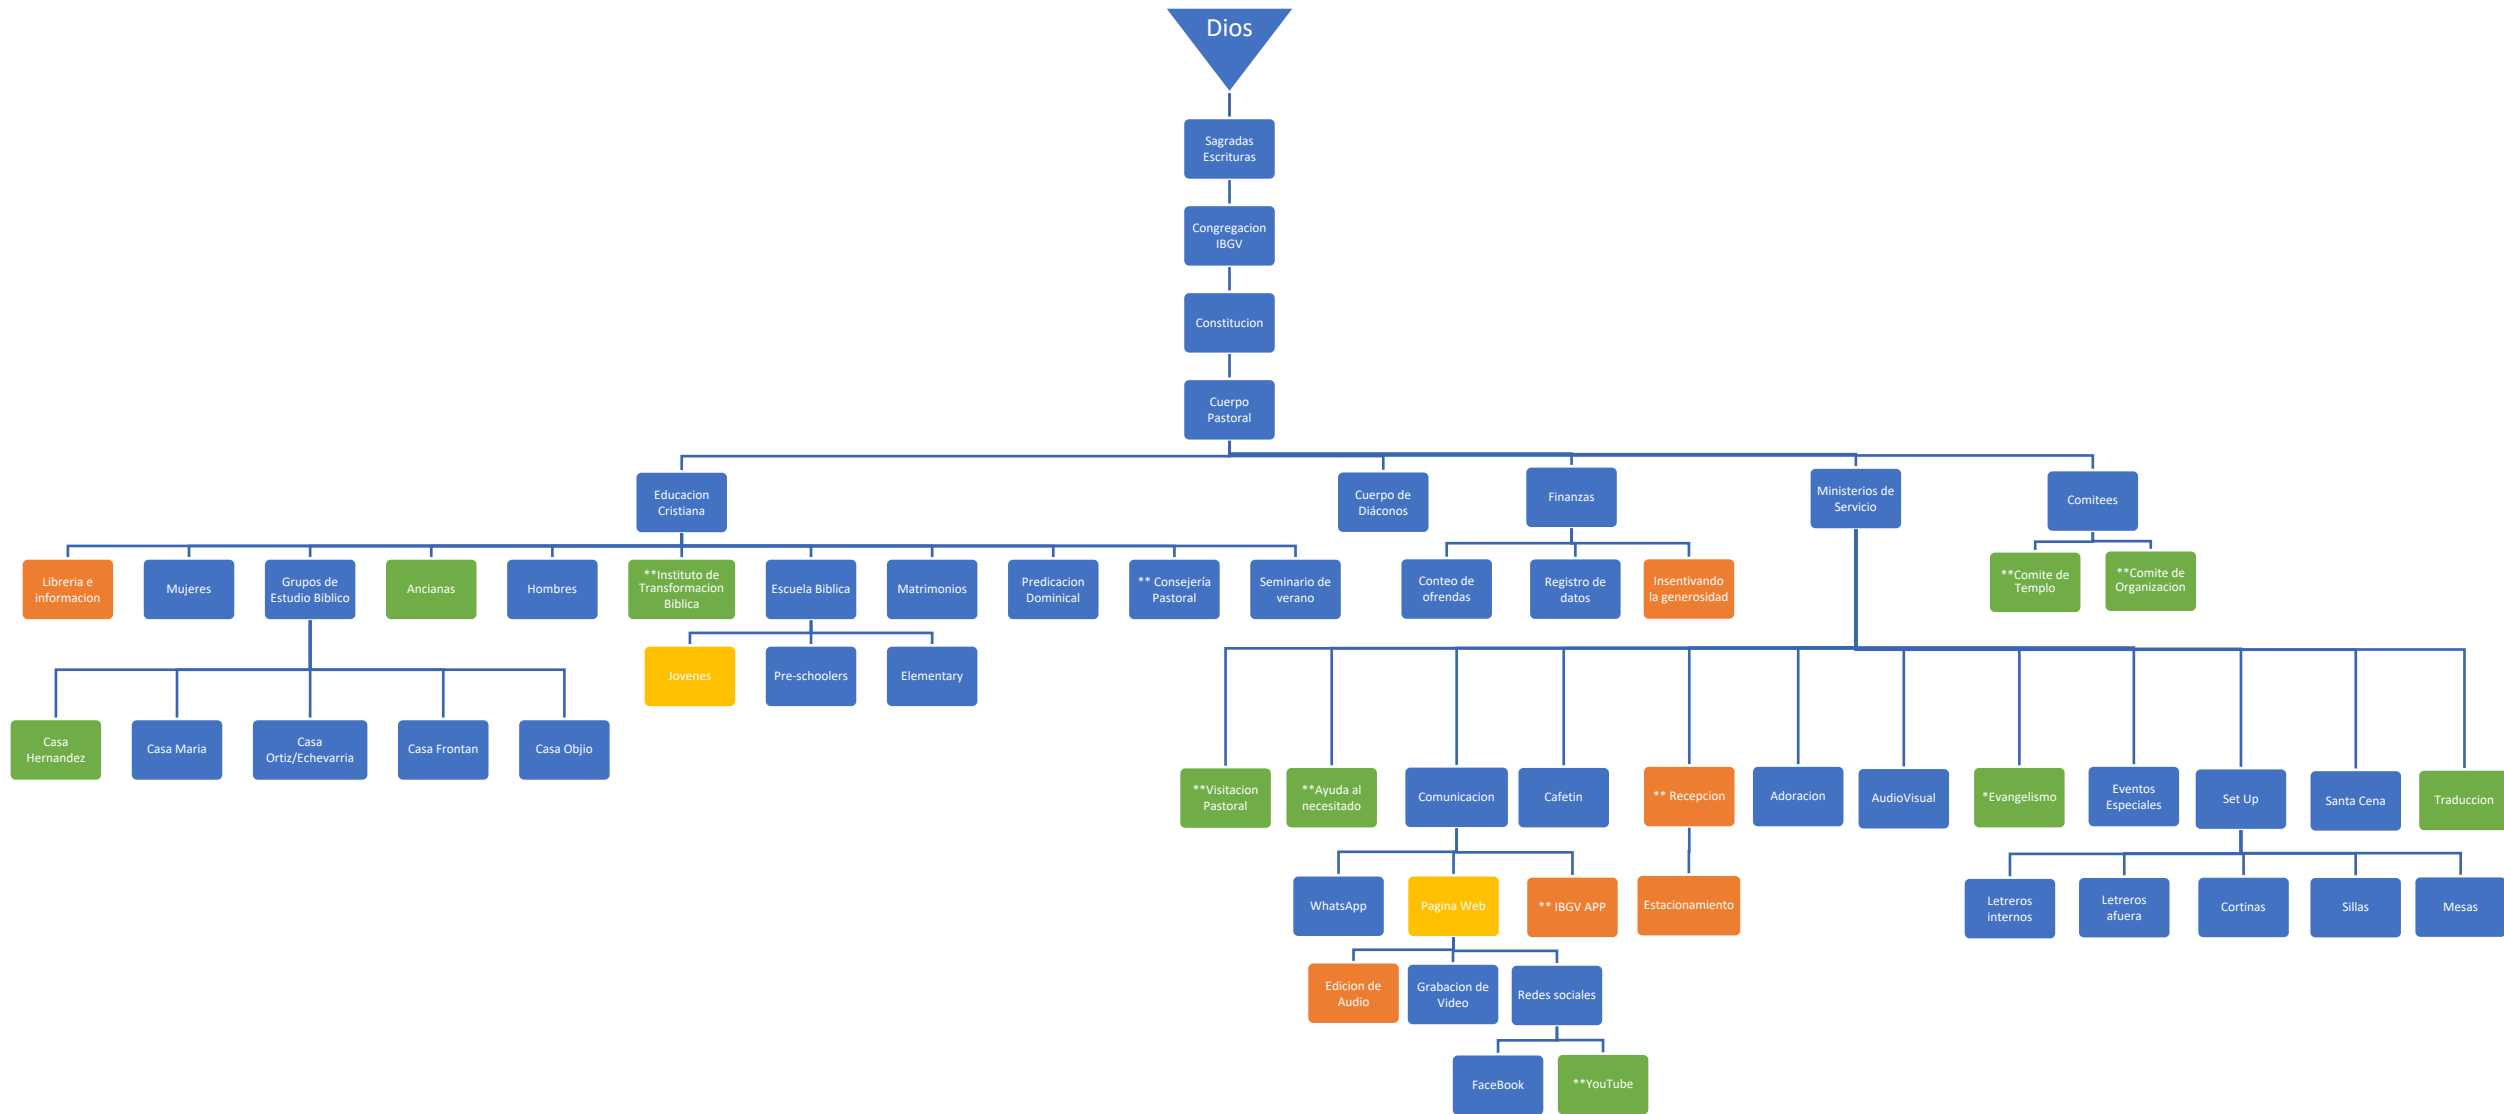 Dios
Sagradas
Escrituras
Congregacion
IBGV
Constitucion
Cuerpo
Pastoral
Educacion
Cristiana
Cuerpo de
Diáconos
Finanzas
Ministerios de
Servicio
Comitees
Libreria e
informacion
Mujeres
Grupos de
Estudio Biblico
Ancianas
Hombres
**Instituto de
Transformacion
Biblica
Escuela Biblica
Matrimonios
Predicacion
Dominical
** Consejería
Pastoral
Seminario de
verano
Conteo de
ofrendas
Registro de
datos
Insentivando
la generosidad
**Comite de
Templo
**Comite de
Organizacion
Jovenes
Pre-schoolers
Elementary
Casa
Hernandez
Casa Maria
Casa
Ortiz/Echevarria
Casa Frontan
Casa Objio
**Visitacion
Pastoral
**Ayuda al
necesitado
Comunicacion
Cafetin
** Recepcion
Adoracion
AudioVisual
*Evangelismo
Eventos
Especiales
Set Up
Santa Cena
Traduccion
WhatsApp
Pagina Web
** IBGV APP
Estacionamiento
Letreros
internos
Letreros
afuera
Cortinas
Sillas
Mesas
Edicion de
Audio
Grabacion de
Video
Redes sociales
FaceBook
**YouTube